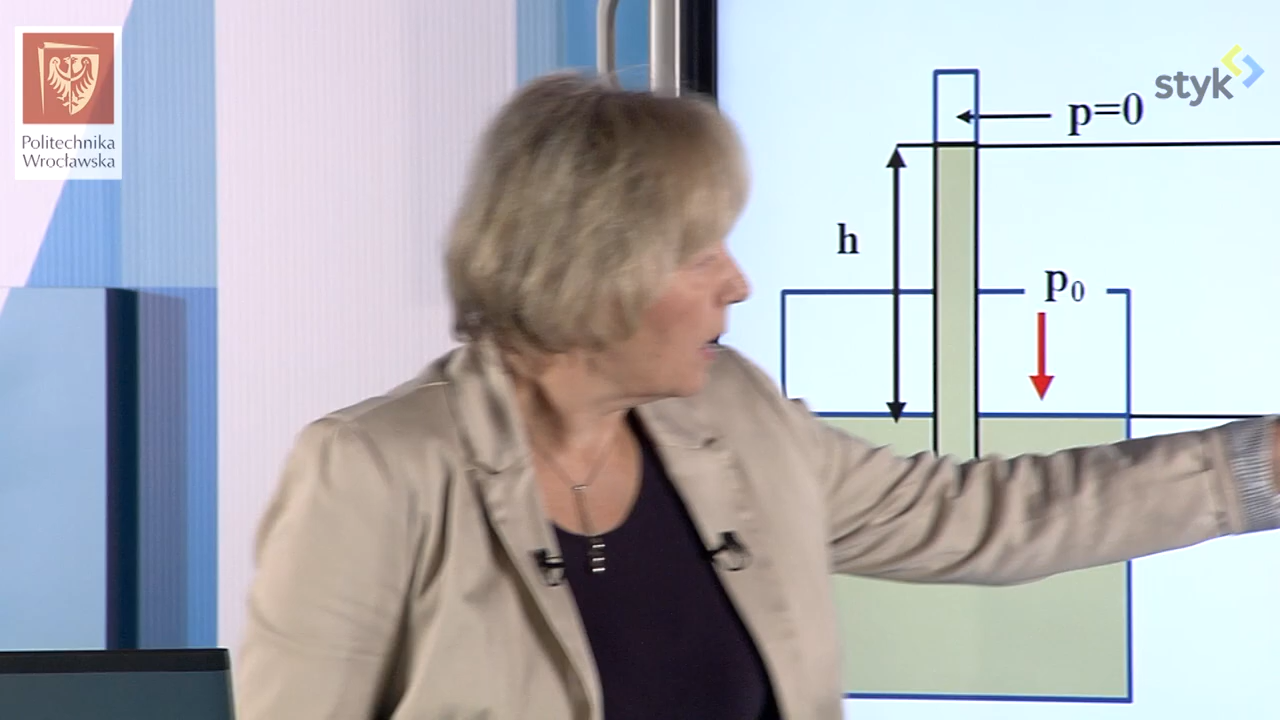 Politechnika
Wrocławska
styk
p=0
h
p₀